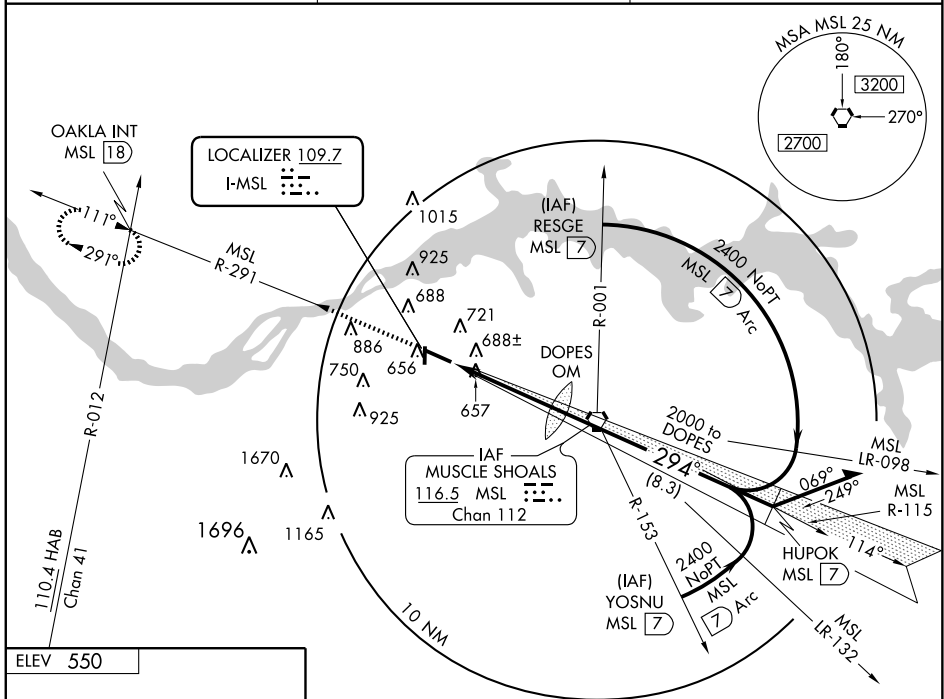 MSA MSL 25 NM
180°
3200
270°
2700
OAKLA INT
MSL 18
LOCALIZER 109.7
I-MSL
1015
(IAF)
RESGE
MSL 7
2400 NoPT
MSL 7 Arc
111°
291°
MSL
R-291
925
688
721
688±
886
656
750
925
657
R-001
DOPES
OM
R-012
2000 to
DOPES
MSL
LR-098
IAF
MUSCLE SHOALS
116.5 MSL
Chan 112
294°
(8.3)
069°
249°
MSL
R-115
1670
1696
1165
R-153
114°
HUPOK
MSL 7
2400
NoPT
MSL
7 Arc
(IAF)
YOSNU
MSL 7
MSL
LR-132
110.4 HAB
Chan 41
10 NM
ELEV 550